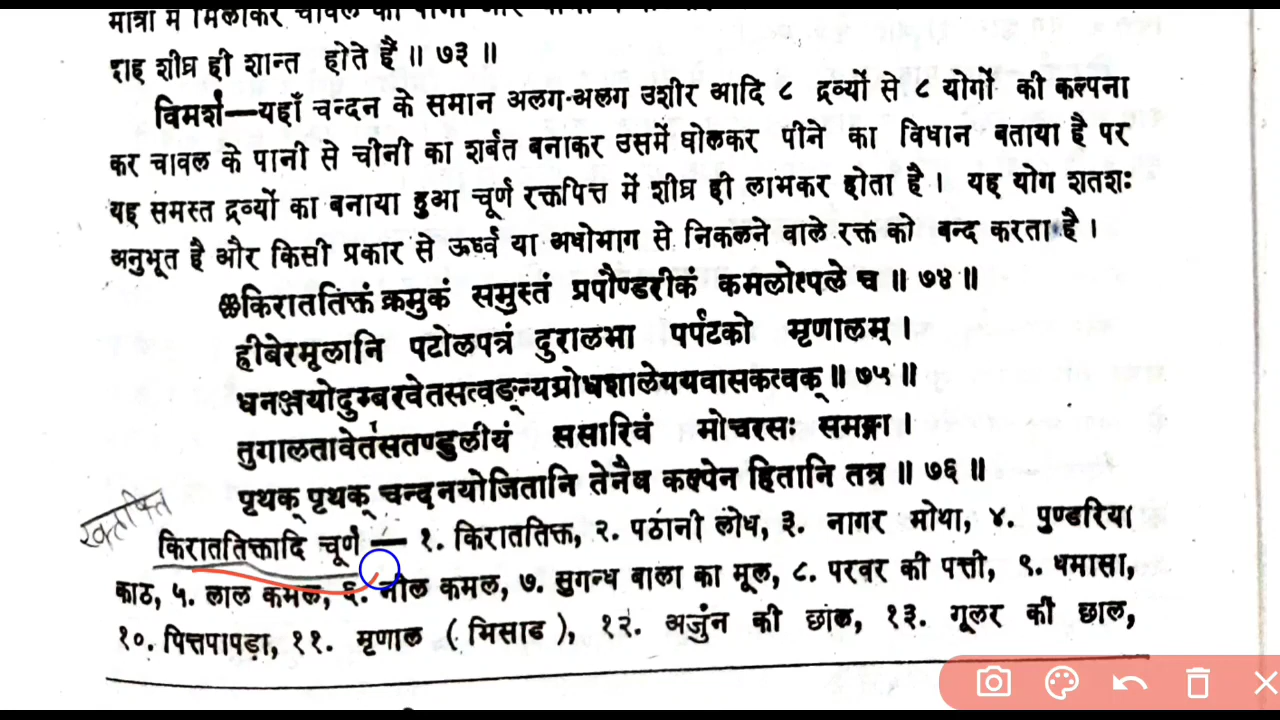 मात्रा में मिलाकर चावल का पानी और
दाह शीघ्र ही शान्त होते हैं ॥ ७३ ॥
विमर्श—यहाँ चन्दन के समान अलग-अलग उशीर आदि ८ द्रव्यों से ८ योगों की कल्पना
कर चावल के पानी से चीनी का शर्बत बनाकर उसमें घोलकर पीने का विधान बताया है पर
यह समस्त द्रव्यों का बनाया हुआ चूर्ण रक्तपित्त में शीघ्र ही लाभकर होता है । यह योग शतशः
अनुभूत है और किसी प्रकार से ऊर्ध्व या अधोभाग से निकलने वाले रक्त को बन्द करता है ।
किराततिक्तं क्रमुकं समुस्तं प्रपौण्डरीकं कमलोत्पले च ॥ ७४ ॥
ह्रीबेरमूलानि पटोलपत्रं दुरालभा पर्पटको मृणालम् ।
धनञ्जयोदुम्बरवेतसत्वङ्न्यग्रोधशालेययवासकत्वक् ॥ ७५ ॥
तुगालतावेतसतण्डुलीयं ससारिवं मोचरसः समङ्गा ।
पृथक् पृथक् चन्दनयोजितानि तेनैव कल्पेन हितानि तत्र ॥ ७६ ॥
किराततिक्तादि चूर्ण — १. किराततिक्त, २. पठानी लोध, ३. नागर मोथा, ४. पुण्डरिया
काठ, ५. लाल कमल, ६. नील कमल, ७. सुगन्ध बाला का मूल, ८. परवर की पत्ती, ९. धमासा,
१०. पित्तपापड़ा, ११. मृणाल ( भिसाड ), १२. अर्जुन की छाल, १३. गूलर की छाल,